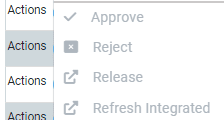 Actions
Approve
Actions
Reject
Actions
Release
Actions
Refresh Integrated